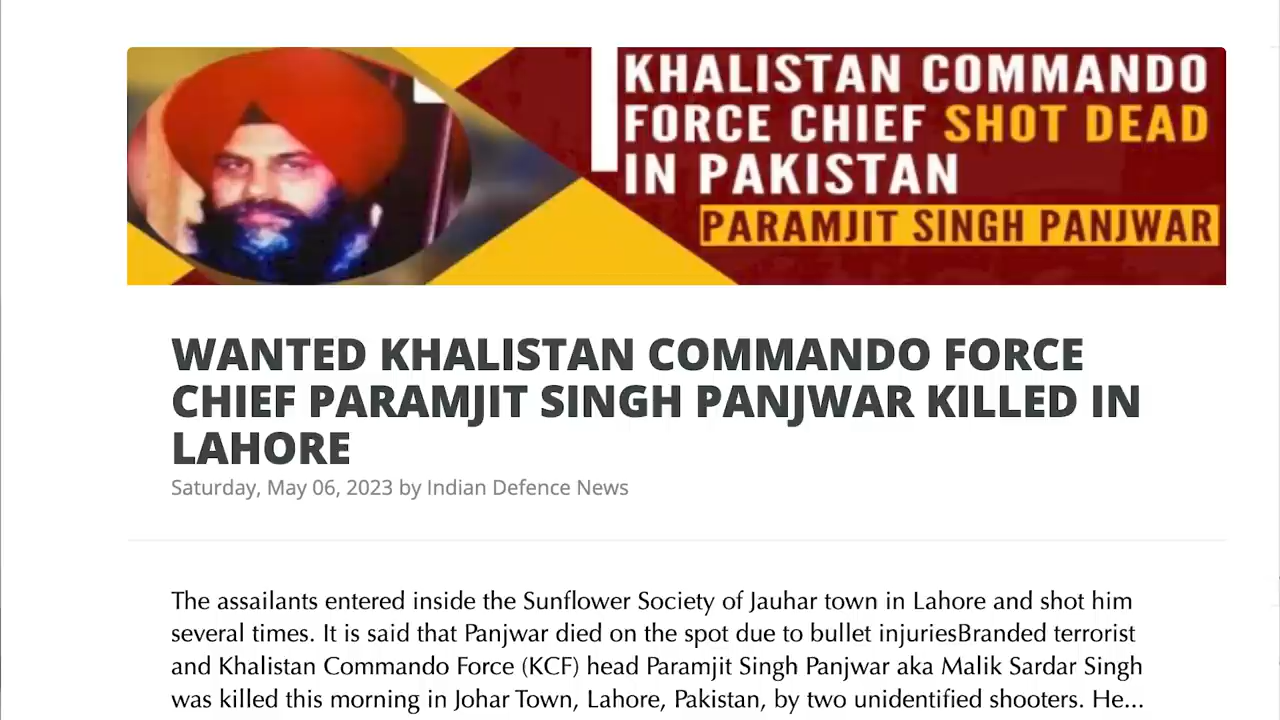 KHALISTAN COMMANDO
FORCE CHIEF SHOT DEAD
IN PAKISTAN
PARAMJIT SINGH PANJWAR
WANTED KHALISTAN COMMANDO FORCE
CHIEF PARAMJIT SINGH PANJWAR KILLED IN
LAHORE
Saturday, May 06, 2023 by Indian Defence News
The assailants entered inside the Sunflower Society of Jauhar town in Lahore and shot him
several times. It is said that Panjwar died on the spot due to bullet injuriesBranded terrorist
and Khalistan Commando Force (KCF) head Paramjit Singh Panjwar aka Malik Sardar Singh
was killed this morning in Johar Town, Lahore, Pakistan, by two unidentified shooters. He...